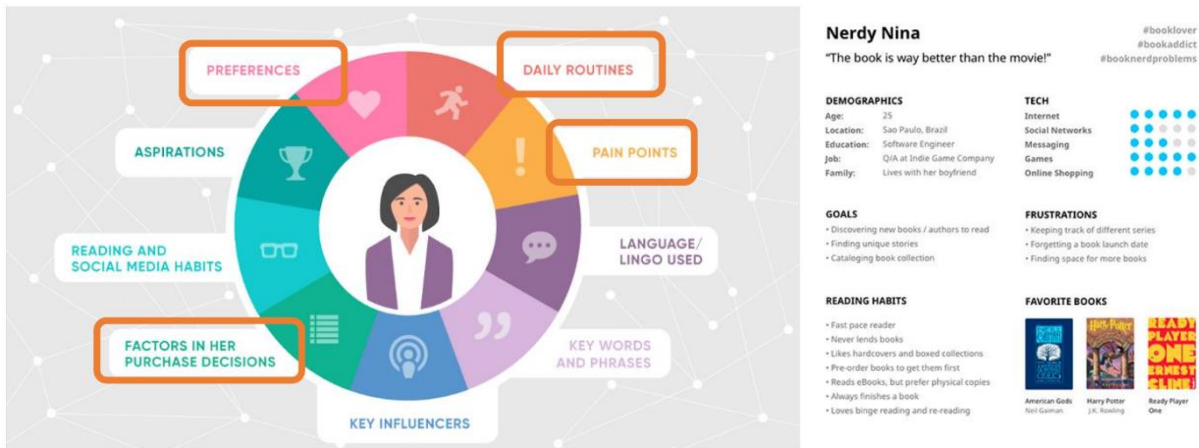 PREFERENCES
DAILY ROUTINES
ASPIRATIONS
PAIN POINTS
READING AND
SOCIAL MEDIA HABITS
LANGUAGE/
LINGO USED
FACTORS IN HER
PURCHASE DECISIONS
KEY WORDS
AND PHRASES
KEY INFLUENCERS
Nerdy Nina
"The book is way better than the movie!"
#booklover
#bookaddict
#booknerdproblems
DEMOGRAPHICS
Age: 25
Location: Sao Paulo, Brazil
Education: Software Engineer
Job: Q/A at Indie Game Company
Family: Lives with her boyfriend
TECH
Internet
Social Networks
Messaging
Games
Online Shopping
GOALS
• Discovering new books / authors to read
• Finding unique stories
• Cataloging book collection
FRUSTRATIONS
• Keeping track of different series
• Forgetting a book launch date
• Finding space for more books
READING HABITS
• Fast pace reader
• Never lends books
• Likes hardcovers and boxed collections
• Pre-order books to get them first
• Reads eBooks, but prefer physical copies
• Always finishes a book
• Loves binge reading and re-reading
FAVORITE BOOKS
Harry Potter
READY
PLAYER
ONE
ERNEST
CLINE
American Gods
Neil Gaiman
Harry Potter
J.K. Rowling
Ready Player
One